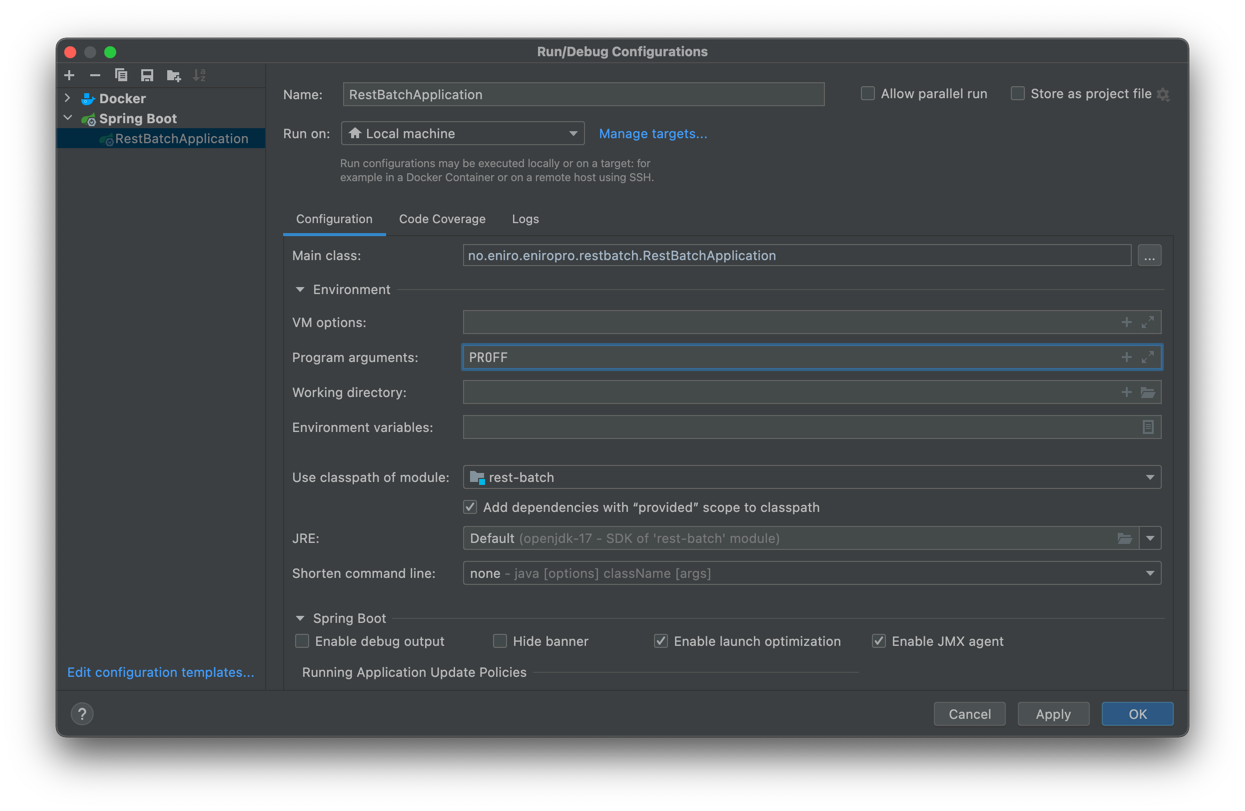 Run/Debug Configurations
Docker
Spring Boot
RestBatchApplication
Edit configuration templates...
Name: RestBatchApplication
Allow parallel run
Store as project file
Run on: Local machine
Manage targets...
Run configurations may be executed locally or on a target: for
example in a Docker Container or on a remote host using SSH.
Configuration Code Coverage Logs
Main class: no.eniro.eniropro.restbatch.RestBatchApplication ...
Environment
VM options:
Program arguments: PROFF
Working directory:
Environment variables:
Use classpath of module: rest-batch
Add dependencies with “provided” scope to classpath
JRE: Default (openjdk-17 - SDK of 'rest-batch' module)
Shorten command line: none - java [options] className [args]
Spring Boot
Enable debug output Hide banner Enable launch optimization Enable JMX agent
Running Application Update Policies
? Cancel Apply OK